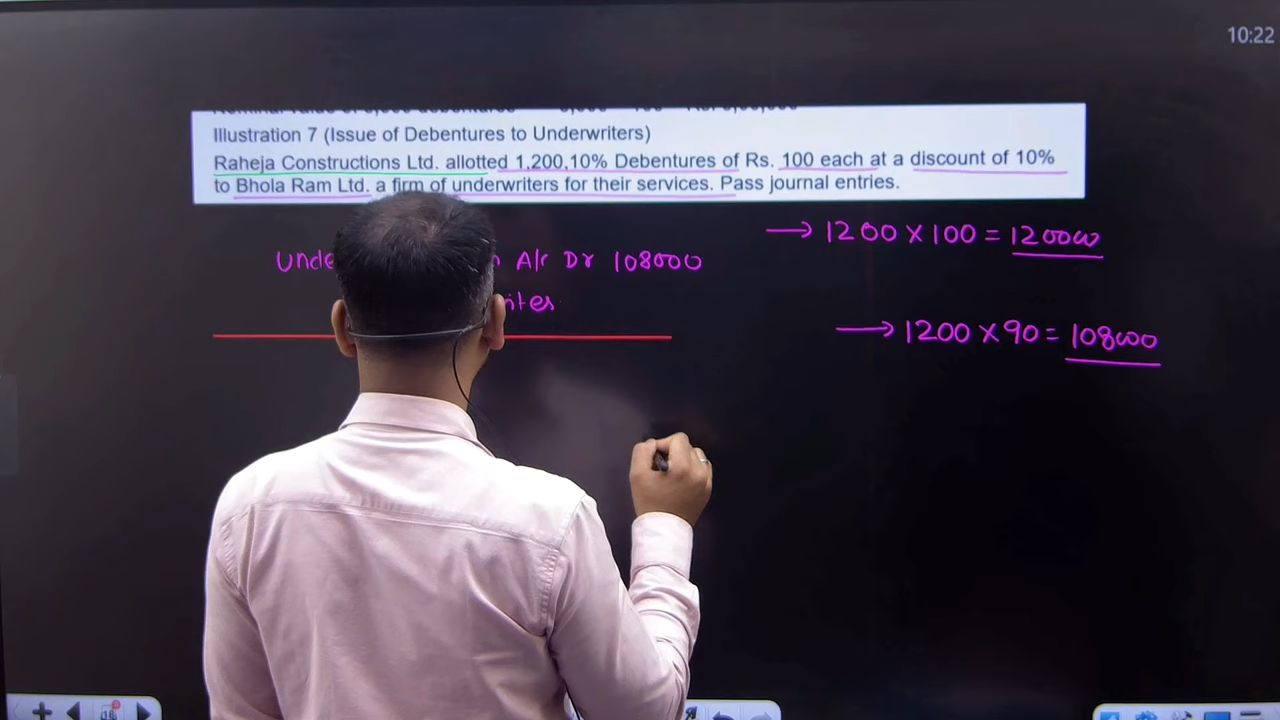 10:22
Illustration 7 (Issue of Debentures to Underwriters)
Raheja Constructions Ltd. allotted 1,200,10% Debentures of Rs. 100 each at a discount of 10%
to Bhola Ram Ltd. a firm of underwriters for their services. Pass journal entries.
→ 1200 × 100 = 120000
A/c Dr 108000
→ 1200 × 90 = 108000